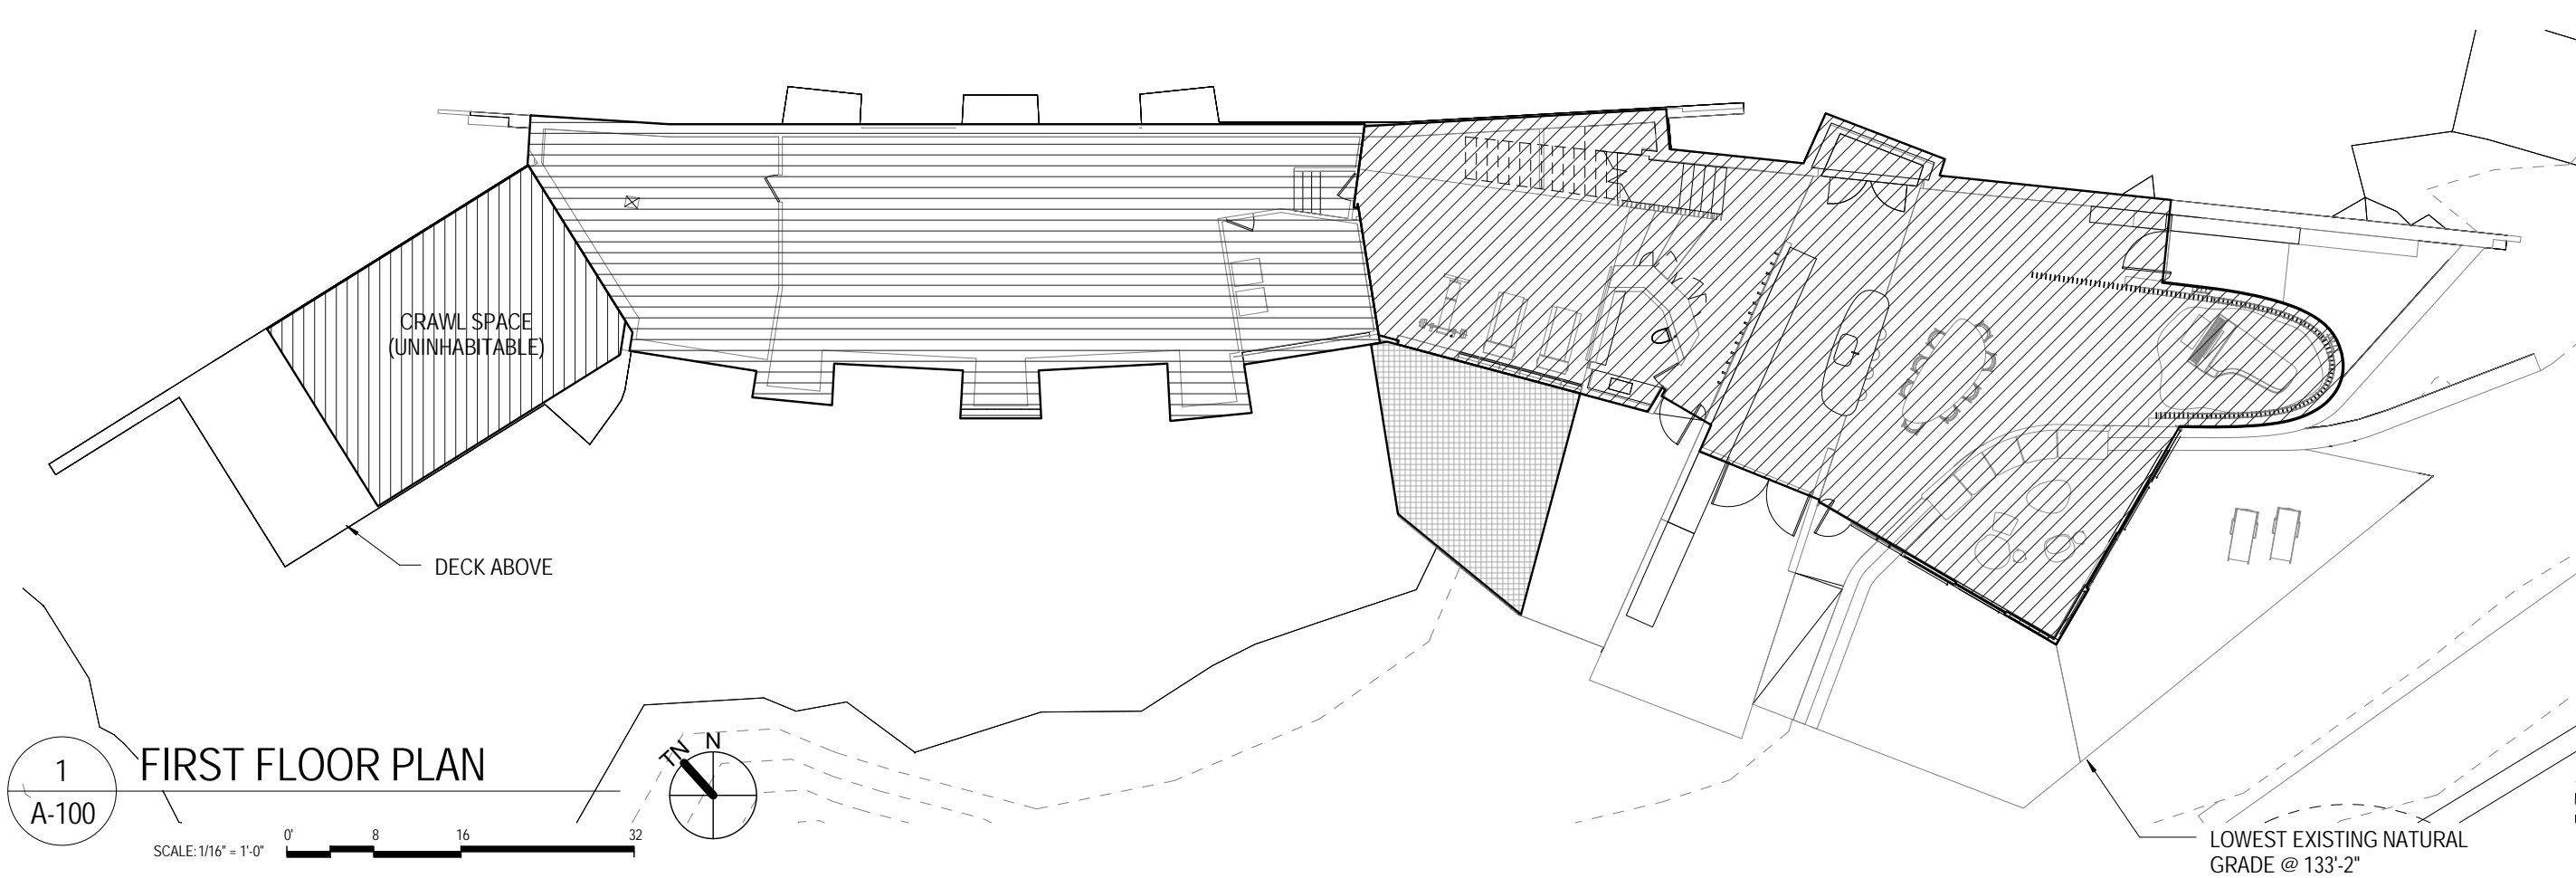 CRAWL SPACE
(UNINHABITABLE)
DECK ABOVE
1
FIRST FLOOR PLAN
A-100
TN
N
0'
8
16
32
SCALE: 1/16" = 1'-0"
LOWEST EXISTING NATURAL
GRADE @ 133'-2"